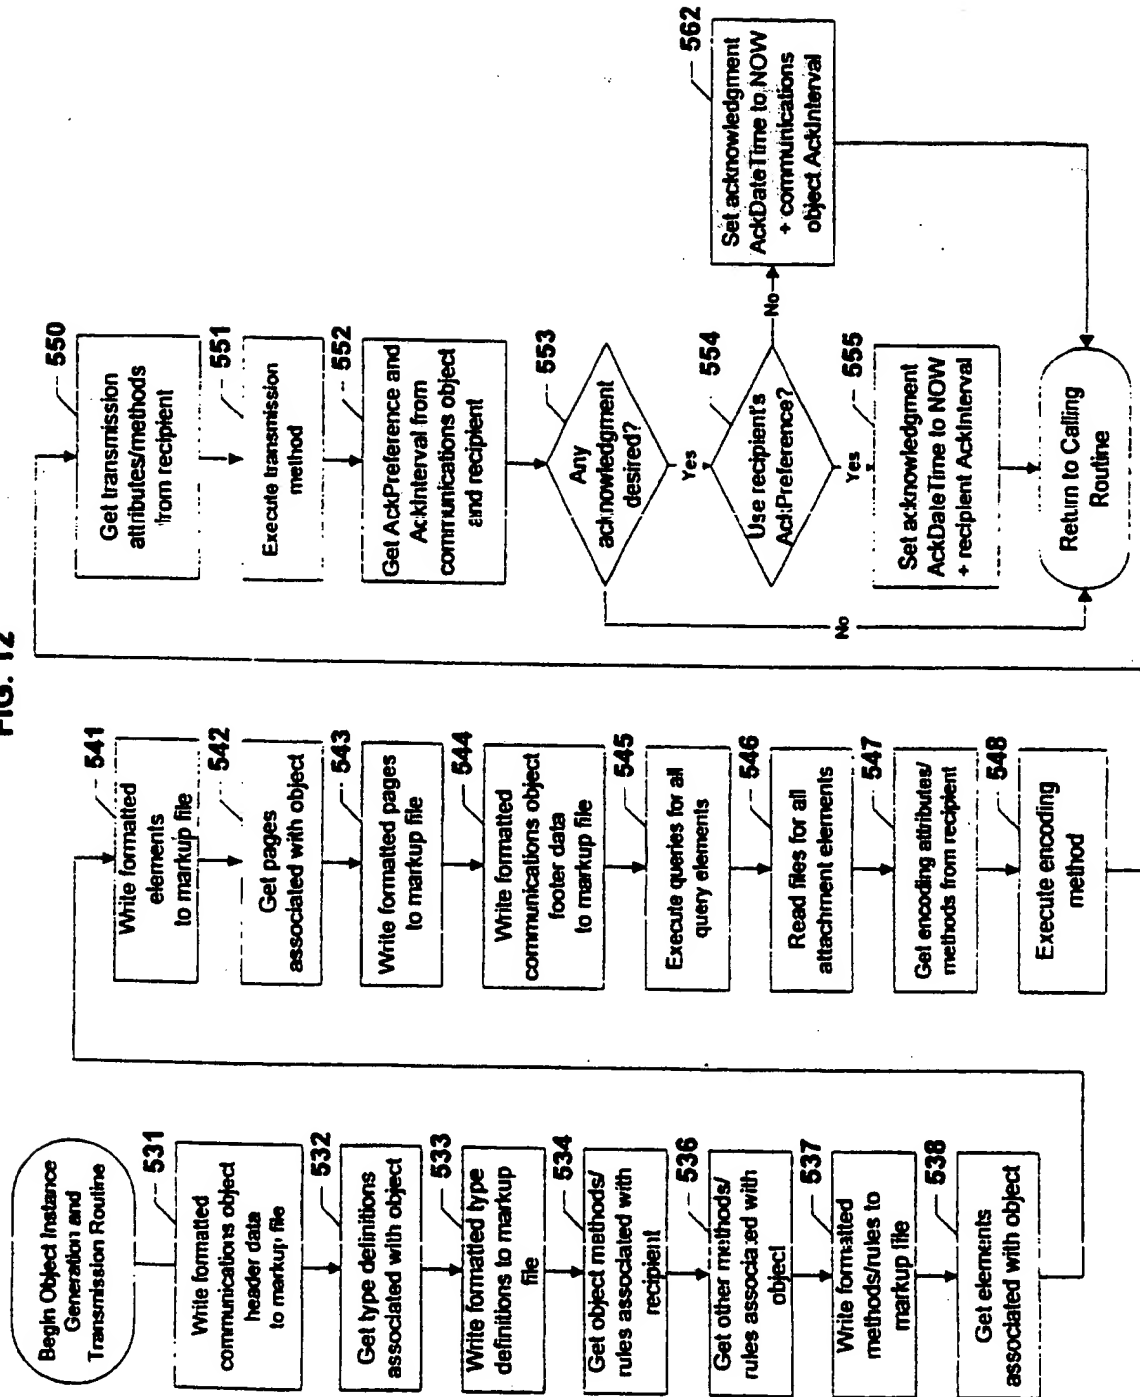 FIG. 12
Begin Object Instance
Generation and
Transmission Routine
531
Write formatted
communications object
header data
to markup file
532
Get type definitions
associated with object
533
Write formatted type
definitions to markup
file
534
Get object methods/
rules associated with
recipient
536
Get other methods/
rules associated with
object
537
Write formatted
methods/rules to
markup file
538
Get elements
associated with object
541
Write formatted
elements
to markup file
542
Get pages
associated with object
543
Write formatted pages
to markup file
544
Write formatted
communications object
footer data
to markup file
545
Execute queries for all
query elements
546
Read files for all
attachment elements
547
Get encoding attributes/
methods from recipient
548
Execute encoding
method
550
Get transmission
attributes/methods
from recipient
551
Execute transmission
method
552
Get AckPreference and
AckInterval from
communications object
and recipient
553
Any
acknowledgment
desired?
Yes
No
554
Use recipient's
AckPreference?
No
Yes
562
Set acknowledgment
AckDateTime to NOW
+ communications
object AckInterval
555
Set acknowledgment
AckDateTime to NOW
+ recipient AckInterval
Return to Calling
Routine